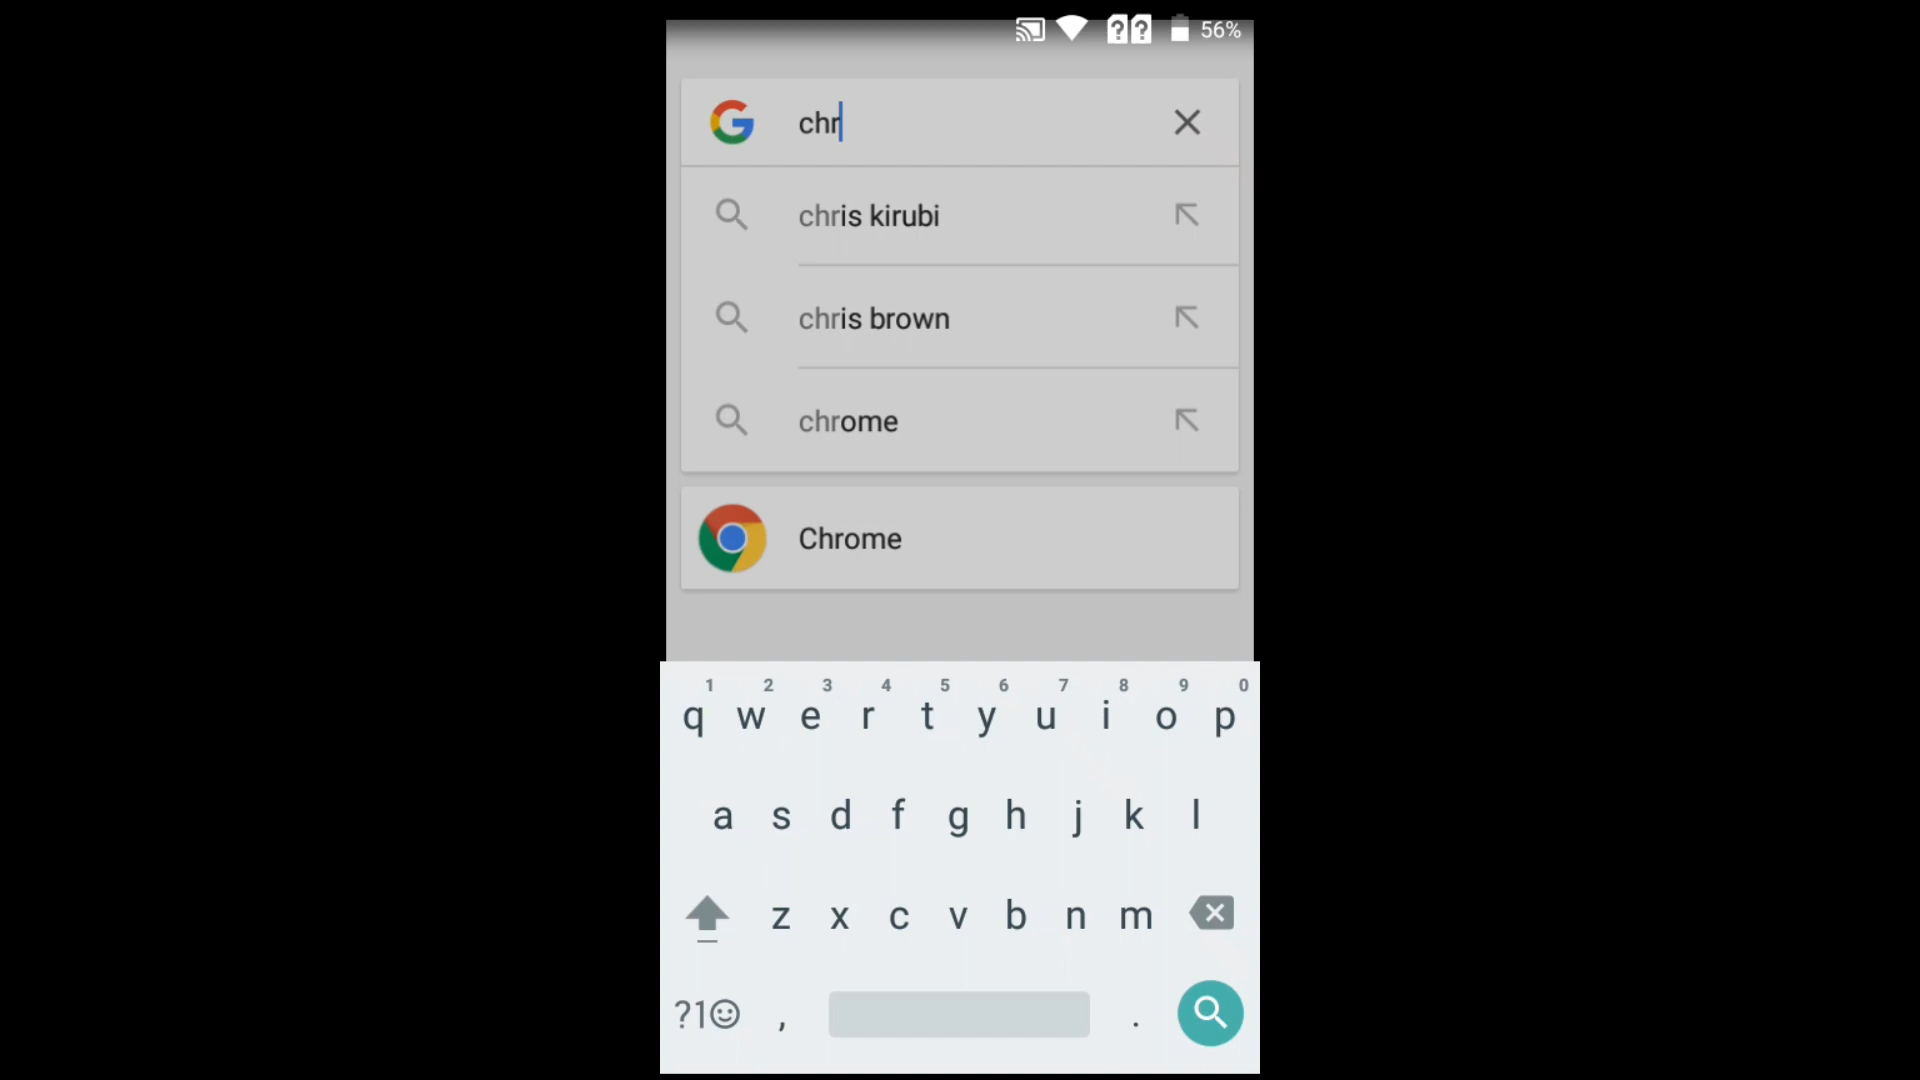 56%
chr
chris kirubi
chris brown
chrome
Chrome
1 2 3 4 5 6 7 8 9 0
q w e r t y u i o p
a s d f g h j k l
z x c v b n m
?1☺ , .